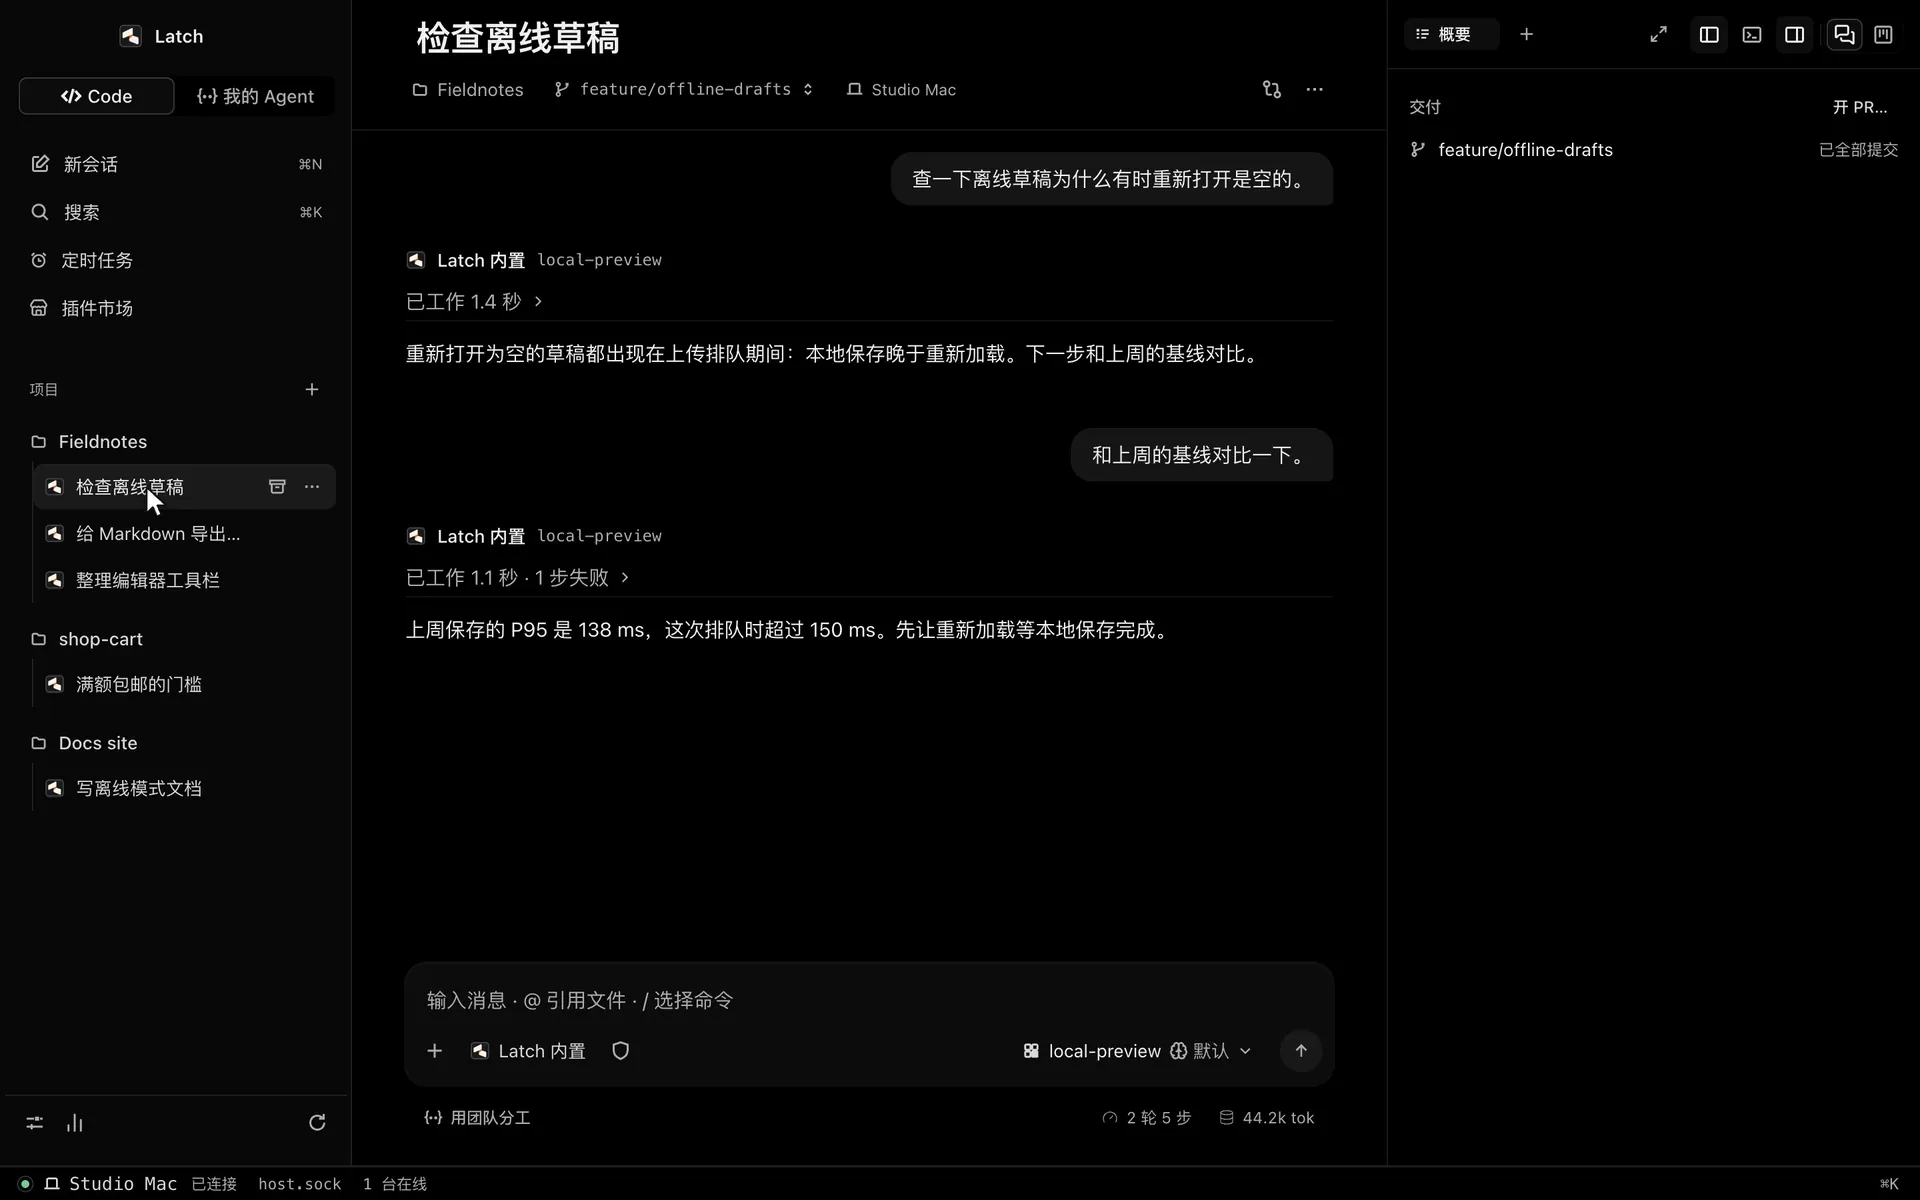 Latch
Code
我的 Agent
新会话 ⌘N
搜索 ⌘K
定时任务
插件市场
项目
Fieldnotes
检查离线草稿
给 Markdown 导出...
整理编辑器工具栏
shop-cart
满额包邮的门槛
Docs site
写离线模式文档
检查离线草稿
Fieldnotes feature/offline-drafts Studio Mac
查一下离线草稿为什么有时重新打开是空的。
Latch 内置 local-preview
已工作 1.4 秒
重新打开为空的草稿都出现在上传排队期间：本地保存晚于重新加载。下一步和上周的基线对比。
和上周的基线对比一下。
Latch 内置 local-preview
已工作 1.1 秒 · 1 步失败
上周保存的 P95 是 138 ms，这次排队时超过 150 ms。先让重新加载等本地保存完成。
输入消息 · @ 引用文件 · / 选择命令
Latch 内置 local-preview 默认
用团队分工 2 轮 5 步 44.2k tok
概要
交付 开 PR...
feature/offline-drafts 已全部提交
Studio Mac 已连接 host.sock 1 台在线 ⌘K